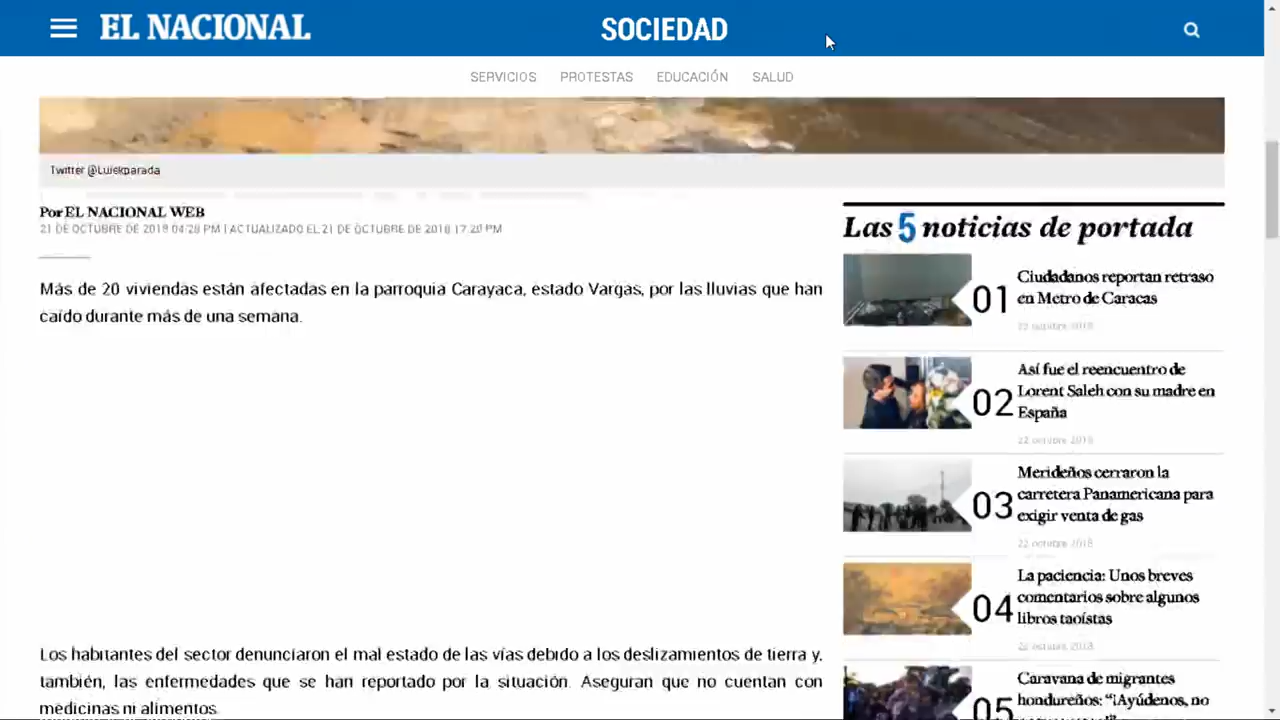 EL NACIONAL
SOCIEDAD
SERVICIOS PROTESTAS EDUCACIÓN SALUD
Twitter @Luiskparada
Por EL NACIONAL WEB
21 DE OCTUBRE DE 2018 04:28 PM | ACTUALIZADO EL 21 DE OCTUBRE DE 2018 17:20 PM
Más de 20 viviendas están afectadas en la parroquia Carayaca, estado Vargas, por las lluvias que han
caído durante más de una semana.
Los habitantes del sector denunciaron el mal estado de las vías debido a los deslizamientos de tierra y,
también, las enfermedades que se han reportado por la situación. Aseguran que no cuentan con
medicinas ni alimentos
Las 5 noticias de portada
01
Ciudadanos reportan retraso
en Metro de Caracas
22 octubre 2018
02
Así fue el reencuentro de
Lorent Saleh con su madre en
España
22 octubre 2018
03
Merideños cerraron la
carretera Panamericana para
exigir venta de gas
22 octubre 2018
04
La paciencia: Unos breves
comentarios sobre algunos
libros taoístas
22 octubre 2018
05
Caravana de migrantes
hondureños: “¡Ayúdenos, no